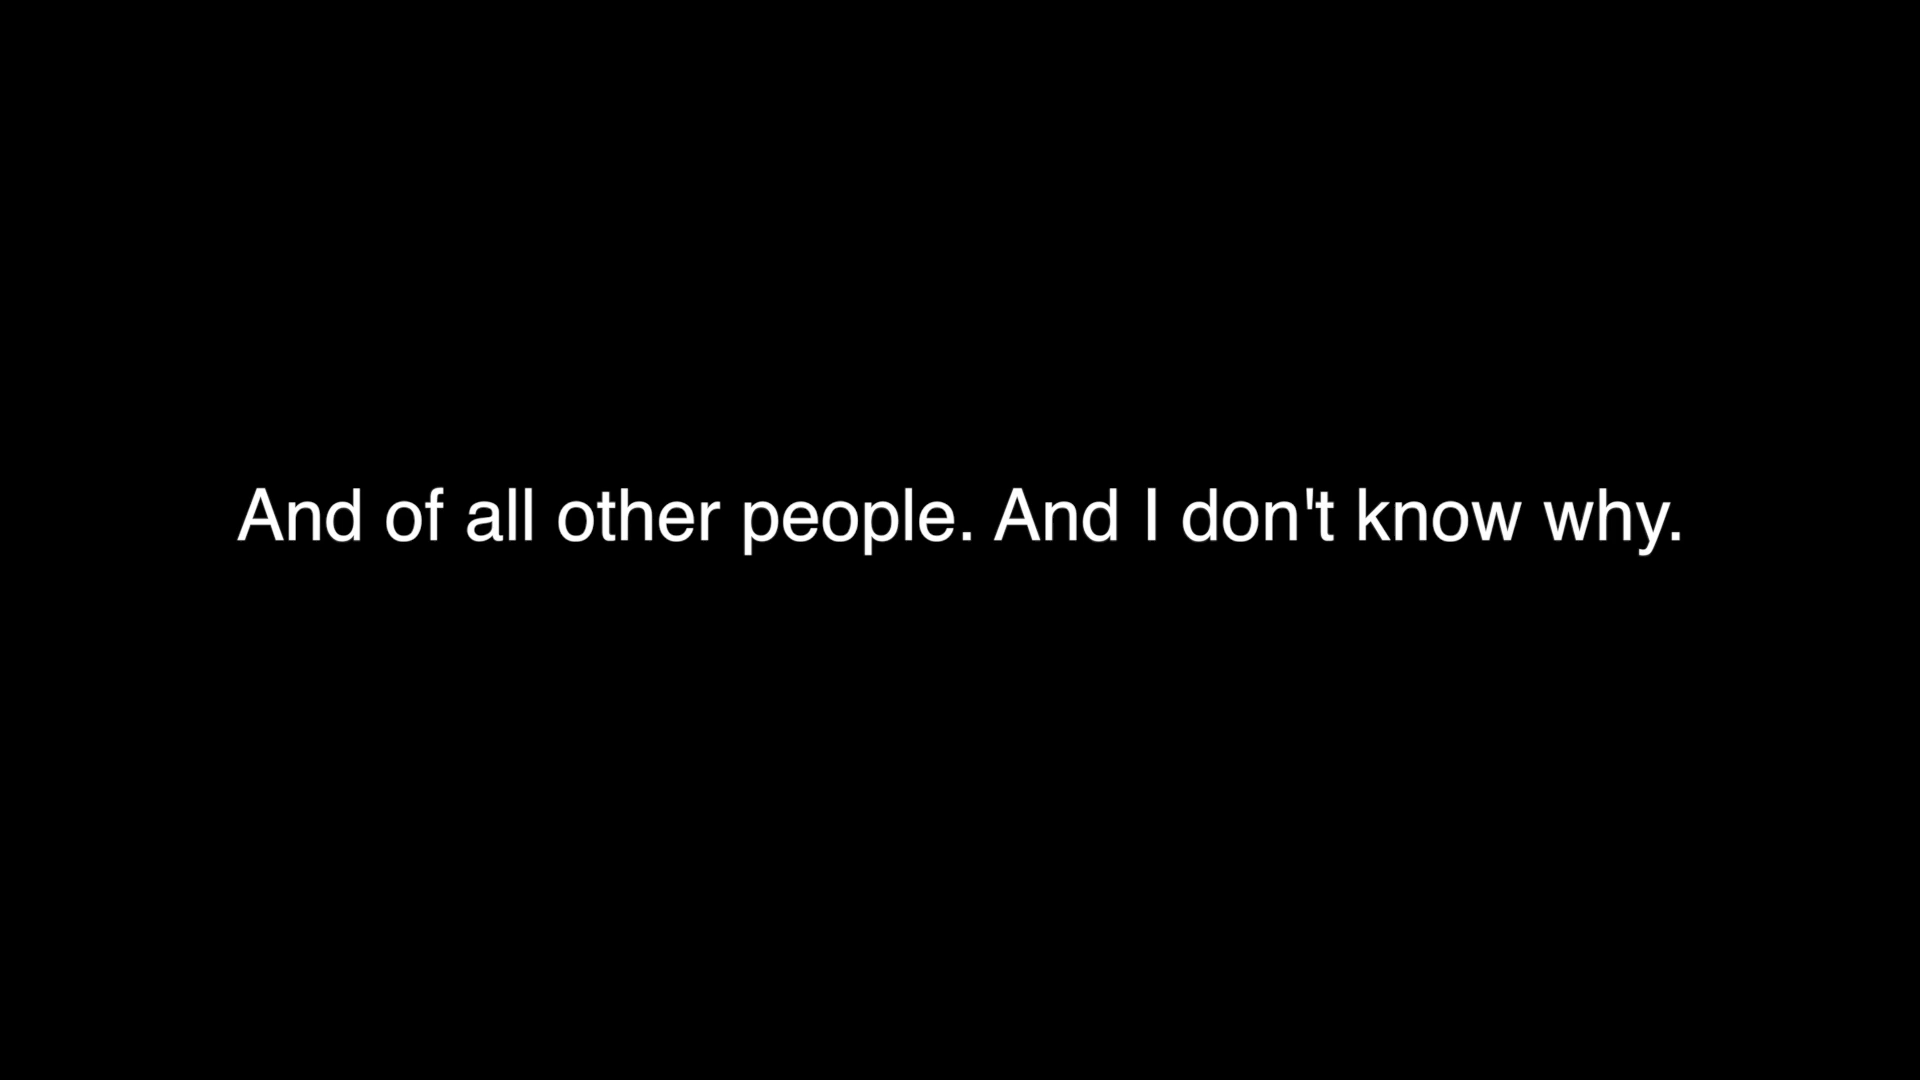 And of all other people. And I don't know why.